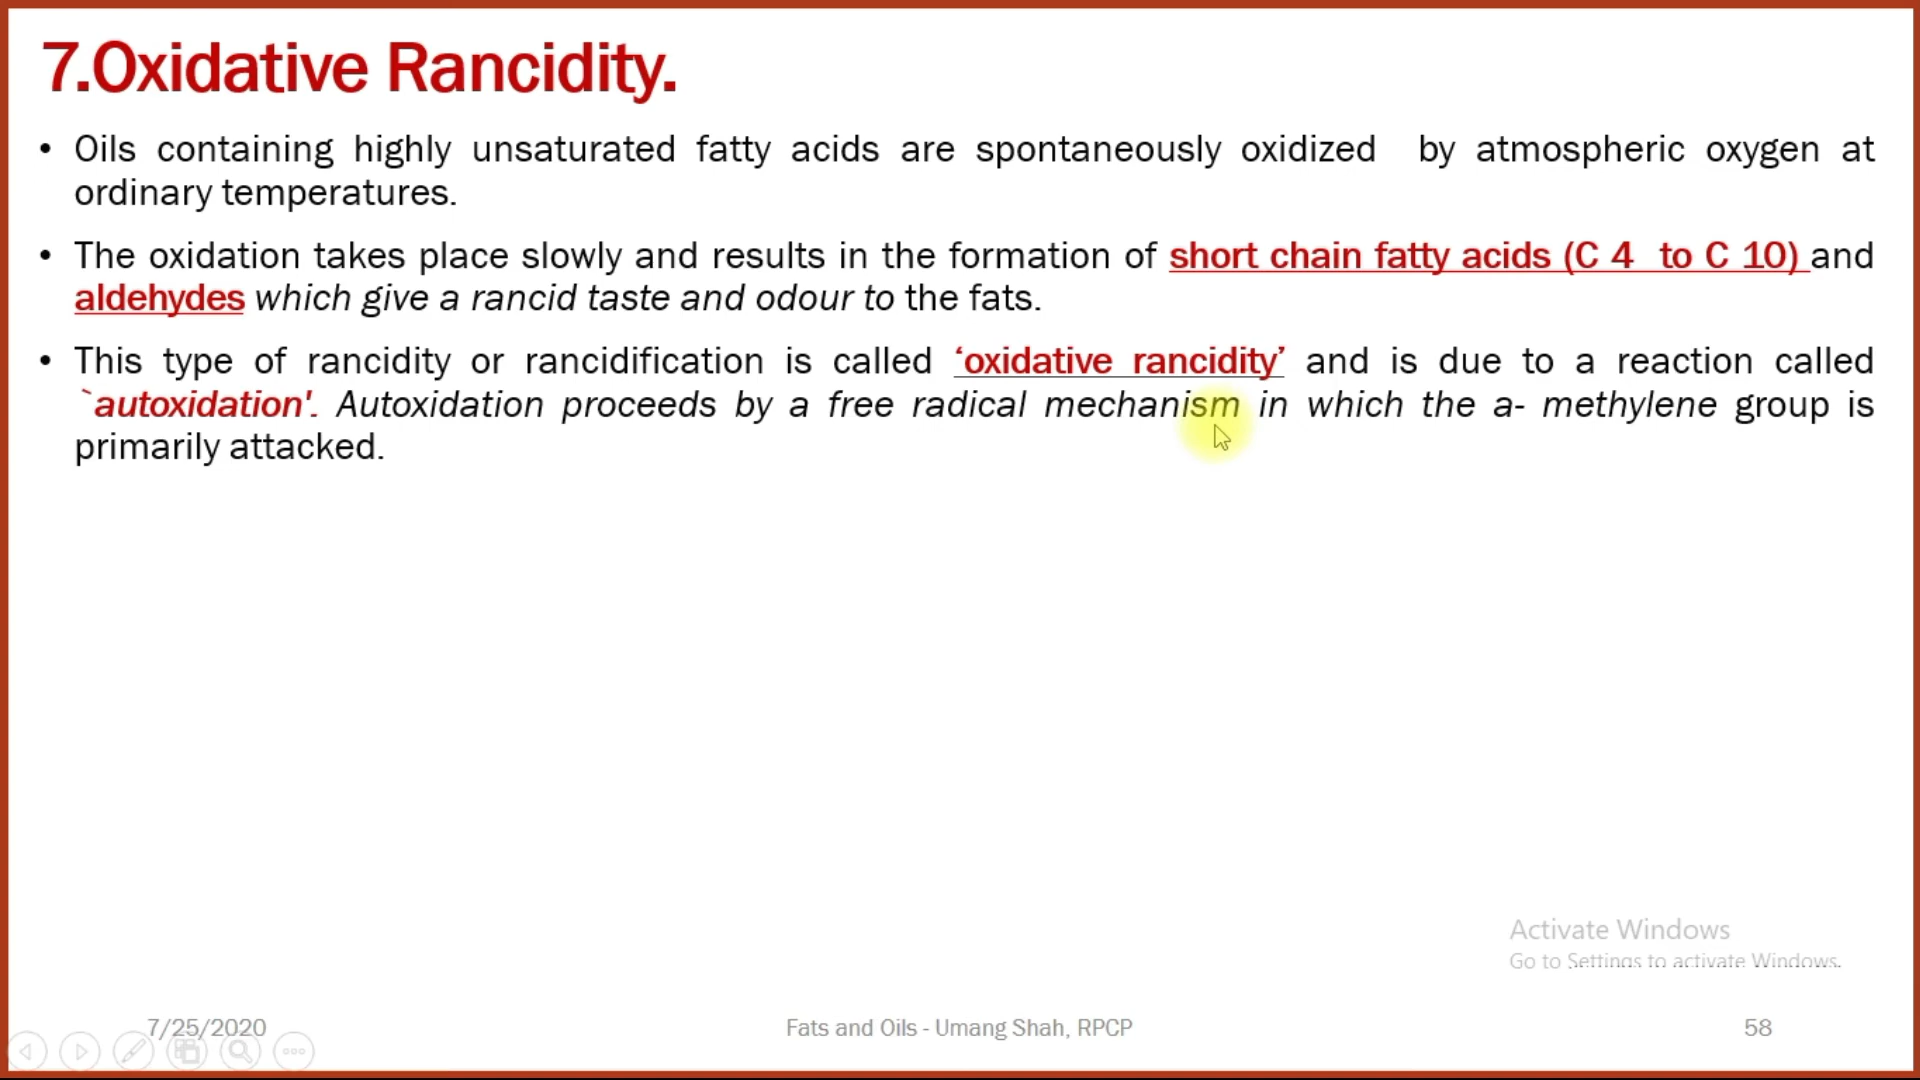 7.Oxidative Rancidity.
• Oils containing highly unsaturated fatty acids are spontaneously oxidized by atmospheric oxygen at
ordinary temperatures.
• The oxidation takes place slowly and results in the formation of short chain fatty acids (C 4 to C 10) and
aldehydes which give a rancid taste and odour to the fats.
• This type of rancidity or rancidification is called ‘oxidative rancidity’ and is due to a reaction called
`autoxidation'. Autoxidation proceeds by a free radical mechanism in which the a- methylene group is
primarily attacked.
Activate Windows
Go to Settings to activate Windows.
7/25/2020
Fats and Oils - Umang Shah, RPCP
58